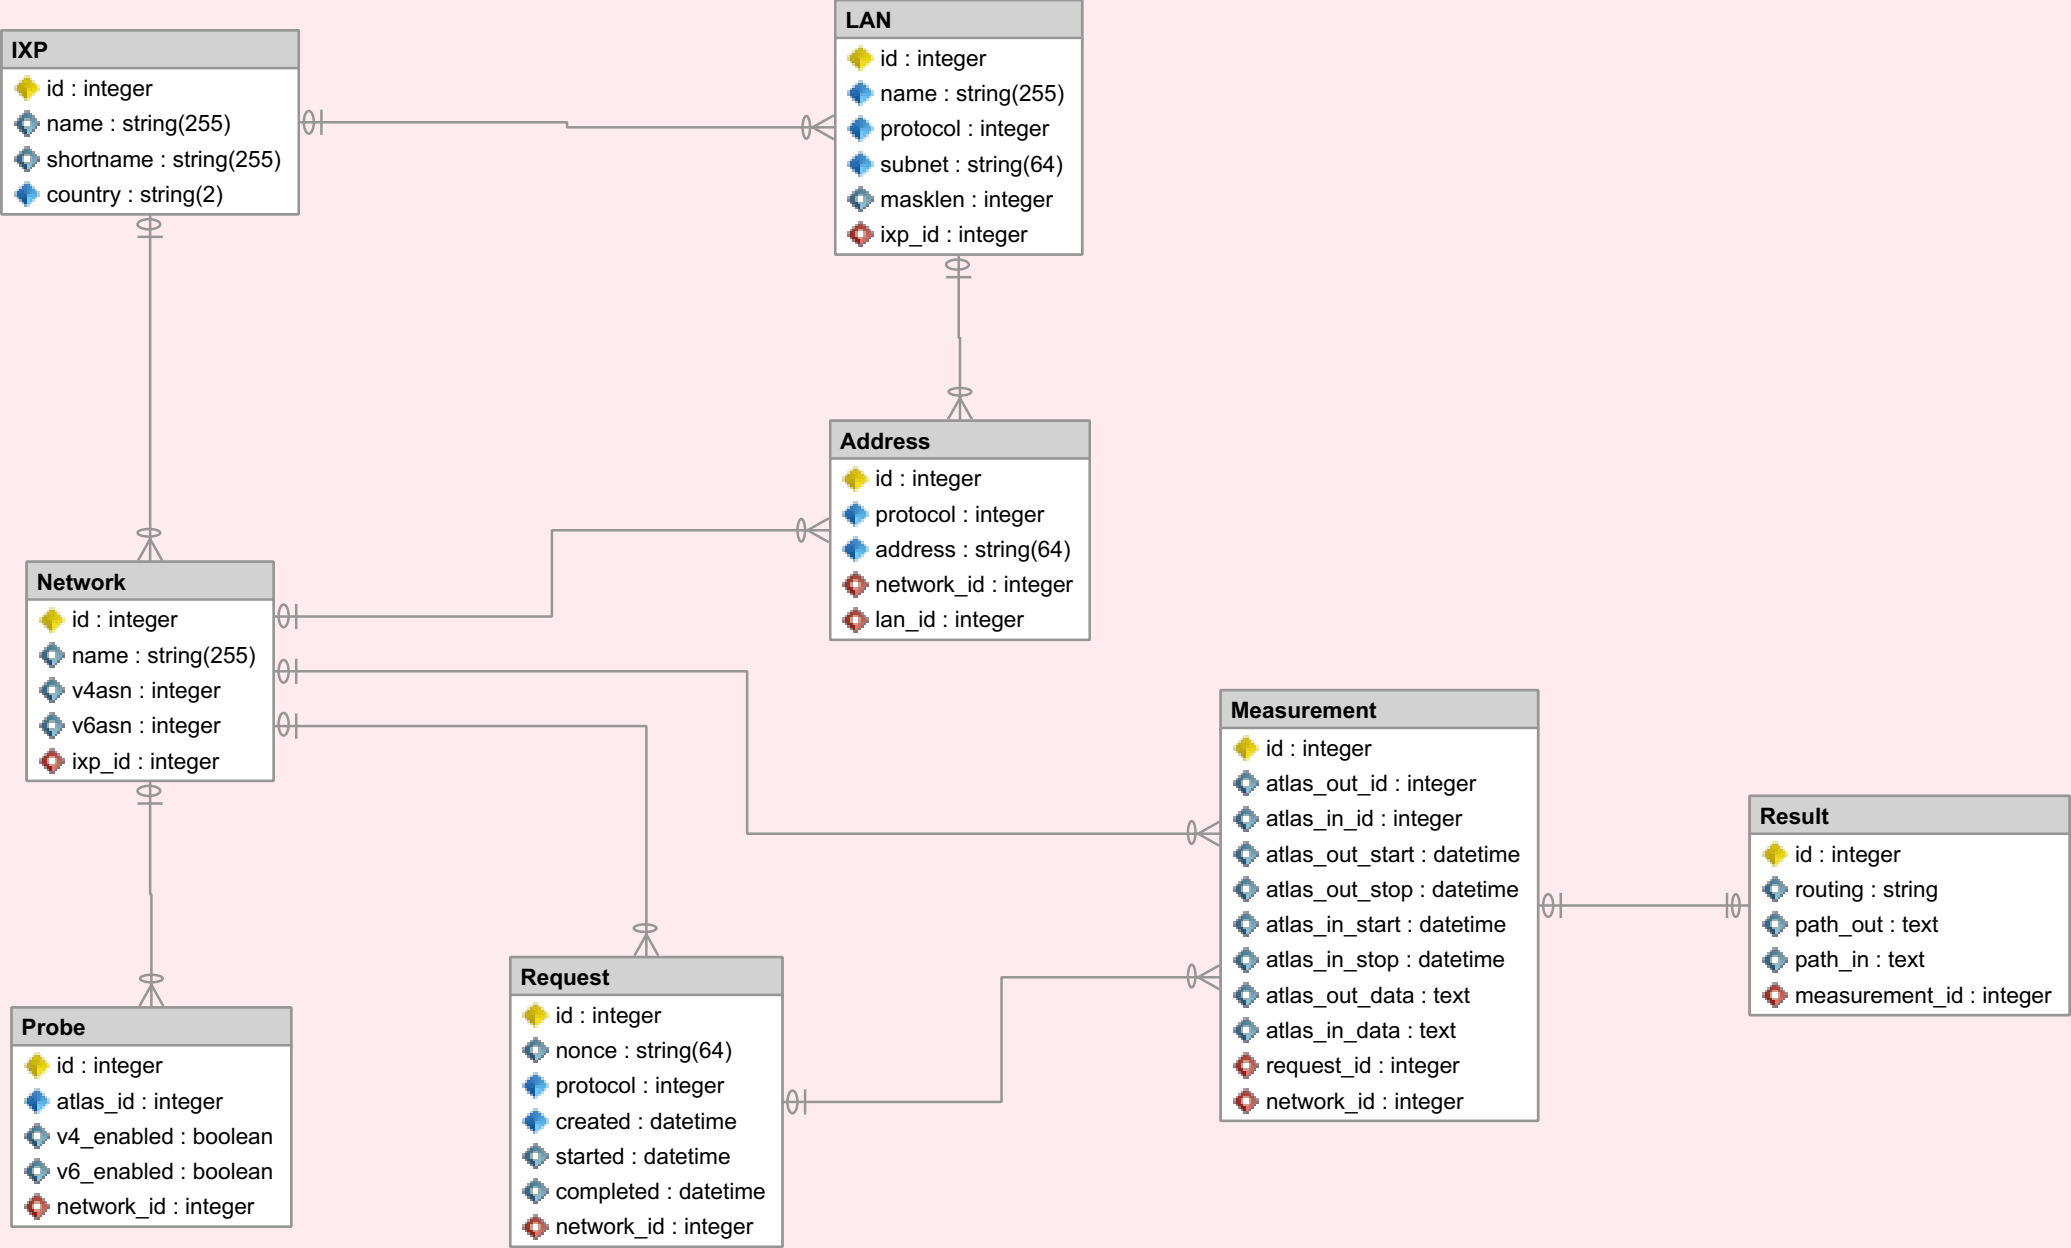 IXP
id : integer
name : string(255)
shortname : string(255)
country : string(2)
LAN
id : integer
name : string(255)
protocol : integer
subnet : string(64)
masklen : integer
ixp_id : integer
Address
id : integer
protocol : integer
address : string(64)
network_id : integer
lan_id : integer
Network
id : integer
name : string(255)
v4asn : integer
v6asn : integer
ixp_id : integer
Measurement
id : integer
atlas_out_id : integer
atlas_in_id : integer
atlas_out_start : datetime
atlas_out_stop : datetime
atlas_in_start : datetime
atlas_in_stop : datetime
atlas_out_data : text
atlas_in_data : text
request_id : integer
network_id : integer
Result
id : integer
routing : string
path_out : text
path_in : text
measurement_id : integer
Request
id : integer
nonce : string(64)
protocol : integer
created : datetime
started : datetime
completed : datetime
network_id : integer
Probe
id : integer
atlas_id : integer
v4_enabled : boolean
v6_enabled : boolean
network_id : integer